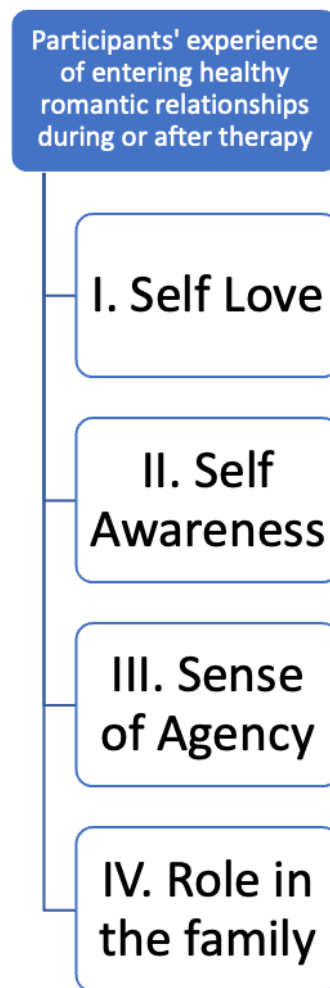 Participants' experience
of entering healthy
romantic relationships
during or after therapy
I. Self Love
II. Self
Awareness
III. Sense
of Agency
IV. Role in
the family